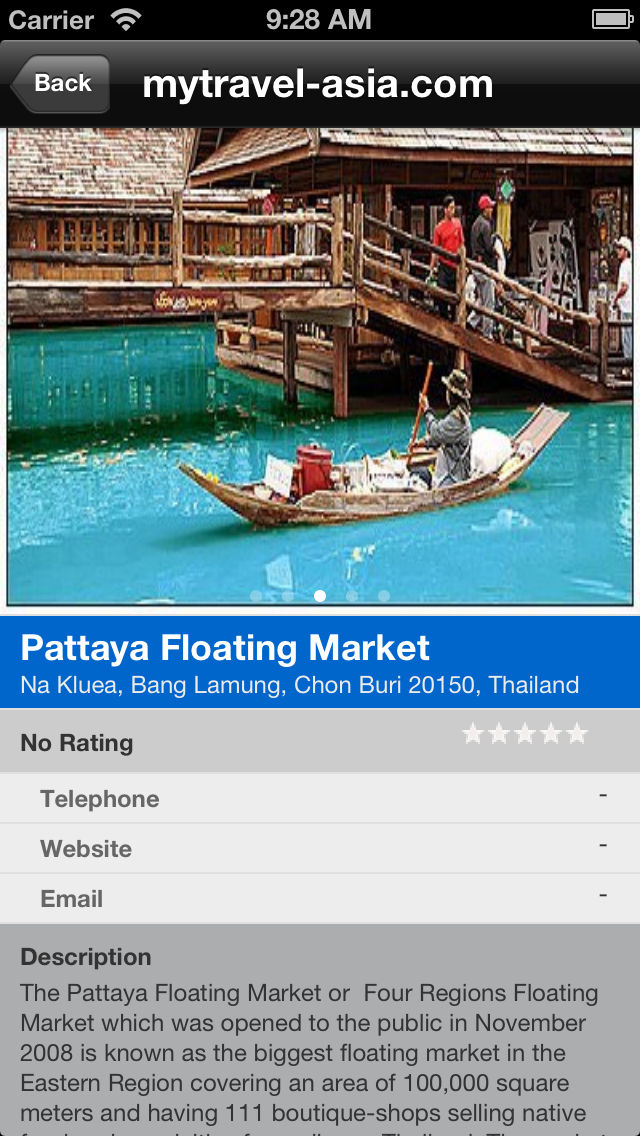 Carrier 9:28 AM
Back mytravel-asia.com
Pattaya Floating Market
Na Kluea, Bang Lamung, Chon Buri 20150, Thailand
No Rating
Telephone -
Website -
Email -
Description
The Pattaya Floating Market or  Four Regions Floating
Market which was opened to the public in November
2008 is known as the biggest floating market in the
Eastern Region covering an area of 100,000 square
meters and having 111 boutique-shops selling native